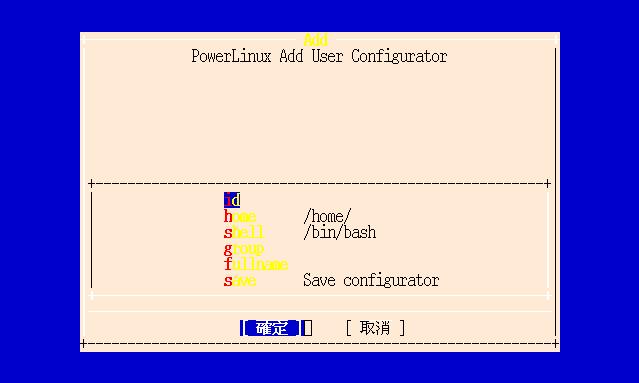 Add
PowerLinux Add User Configurator
id
home /home/
shell /bin/bash
group
fullname
save Save configurator
[ 確定 ] [ 取消 ]